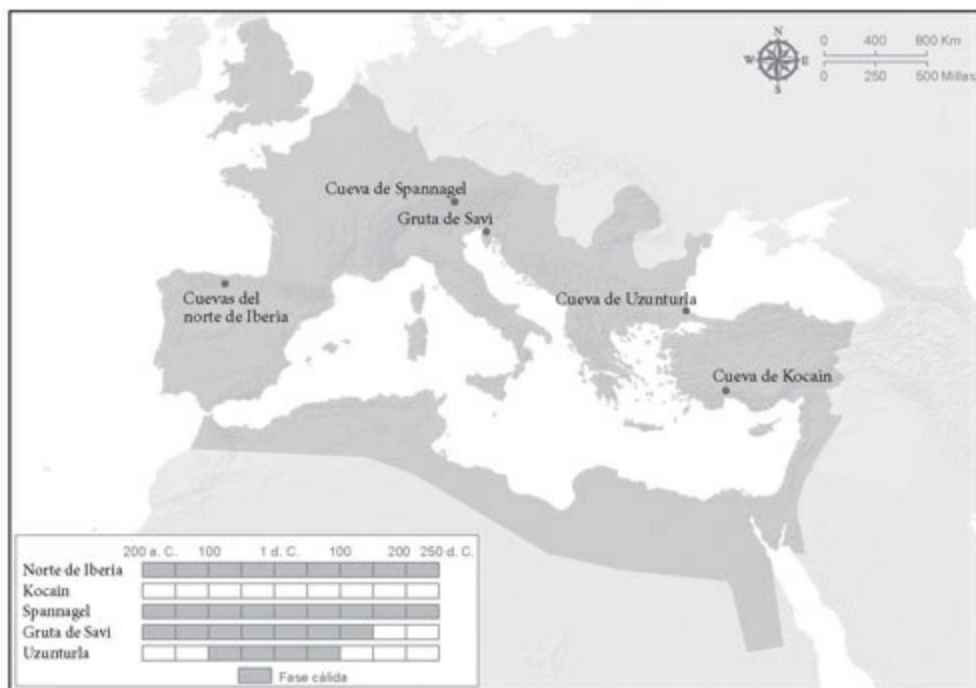 N
W E
S
0 400 800 Km
0 250 500 Millas
Cueva de Spannagel
Gruta de Savi
Cuevas del
norte de Iberia
Cueva de Uzunturla
Cueva de Kocain
200 a. C. 100 1 d. C. 100 200 250 d. C.
Norte de Iberia
Kocain
Spannagel
Gruta de Savi
Uzunturla
Fase cálida